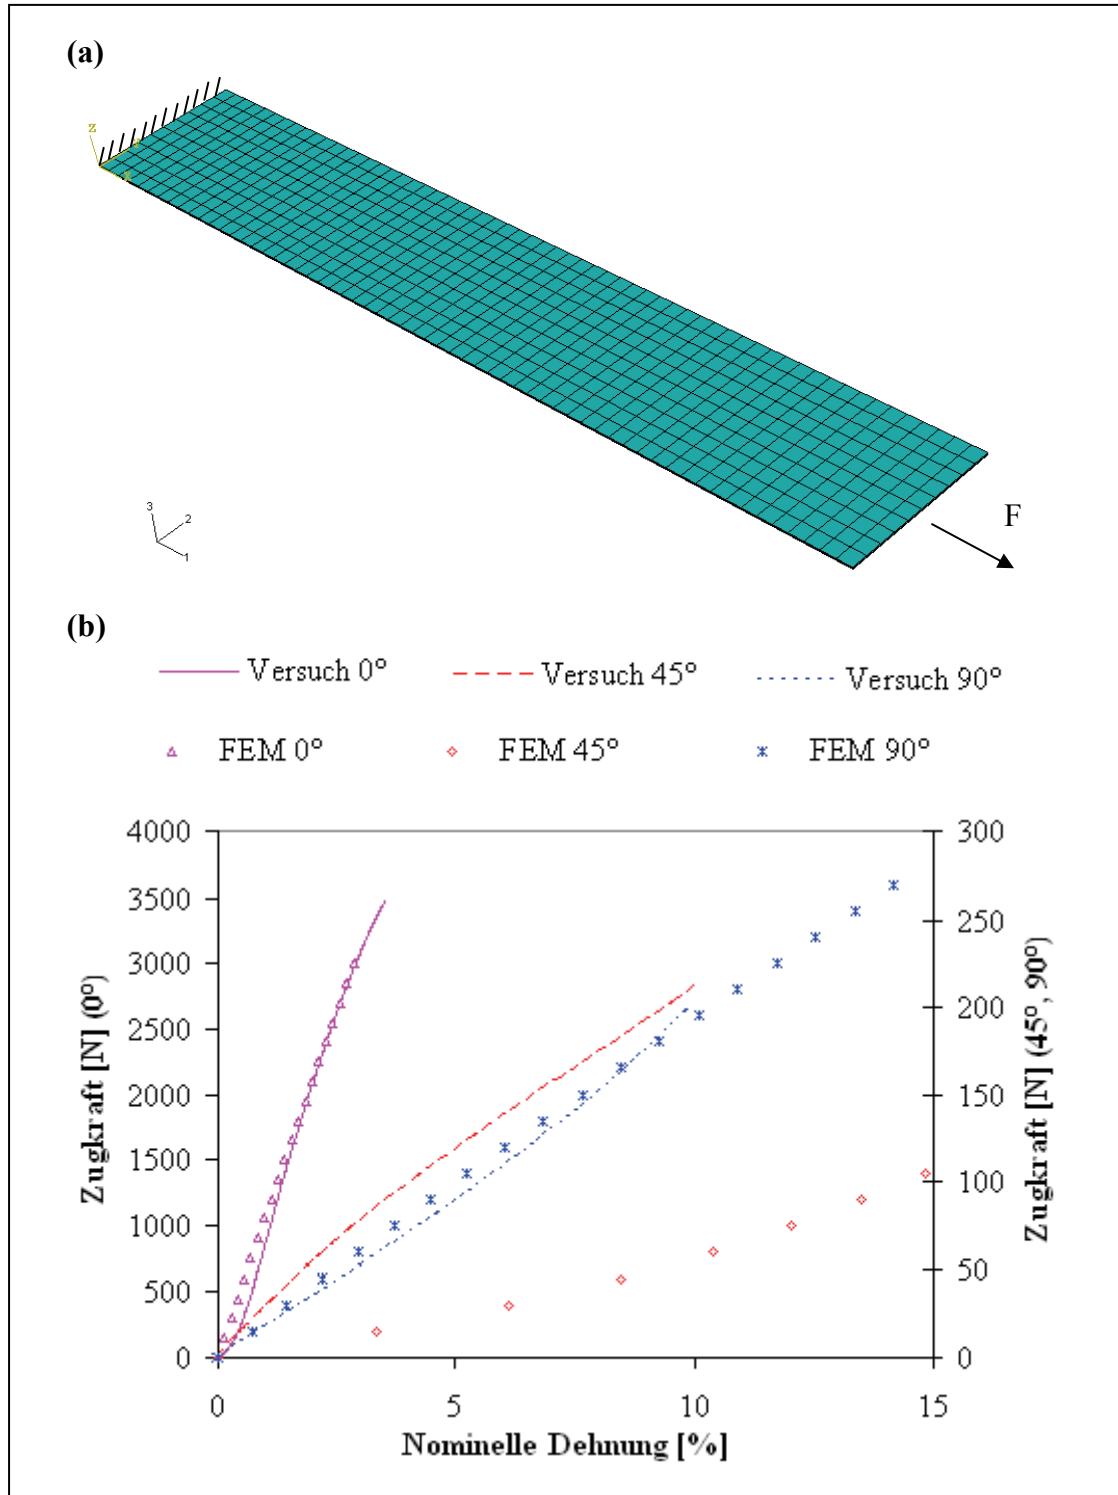 (a)
z
y
x
3
2
1
F
(b)
Versuch 0° Versuch 45° Versuch 90°
FEM 0° FEM 45° FEM 90°
4000 300
3500 250
3000
2500 200
2000 150
1500
1000 100
500 50
0 0
0 5 10 15
Zugkraft [N] (0°)
Zugkraft [N] (45°, 90°)
Nominelle Dehnung [%]